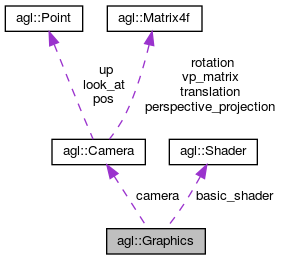 agl::Point
agl::Matrix4f
up
look_at
pos
rotation
vp_matrix
translation
perspective_projection
agl::Camera
agl::Shader
camera
basic_shader
agl::Graphics